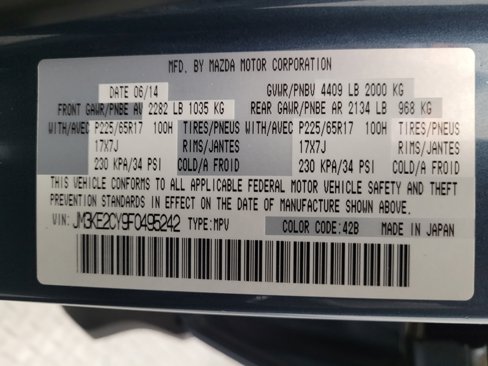 MFD. BY MAZDA MOTOR CORPORATION
DATE 06/14 GVWR/PNBV 4409 LB 2000 KG
FRONT GAWR/PNBE AV 2282 LB 1035 KG REAR GAWR/PNBE AR 2134 LB 968 KG
WITH/AVEC P225/65R17 100H TIRES/PNEUS WITH/AVEC P225/65R17 100H TIRES/PNEUS
17X7J RIMS/JANTES 17X7J RIMS/JANTES
230 KPA/34 PSI COLD/A FROID 230 KPA/34 PSI COLD/A FROID
THIS VEHICLE CONFORMS TO ALL APPLICABLE FEDERAL MOTOR VEHICLE SAFETY AND THEFT
PREVENTION STANDARDS IN EFFECT ON THE DATE OF MANUFACTURE SHOWN ABOVE.
VIN: JM3KE2CY9F0495242 TYPE:MPV COLOR CODE:42B MADE IN JAPAN